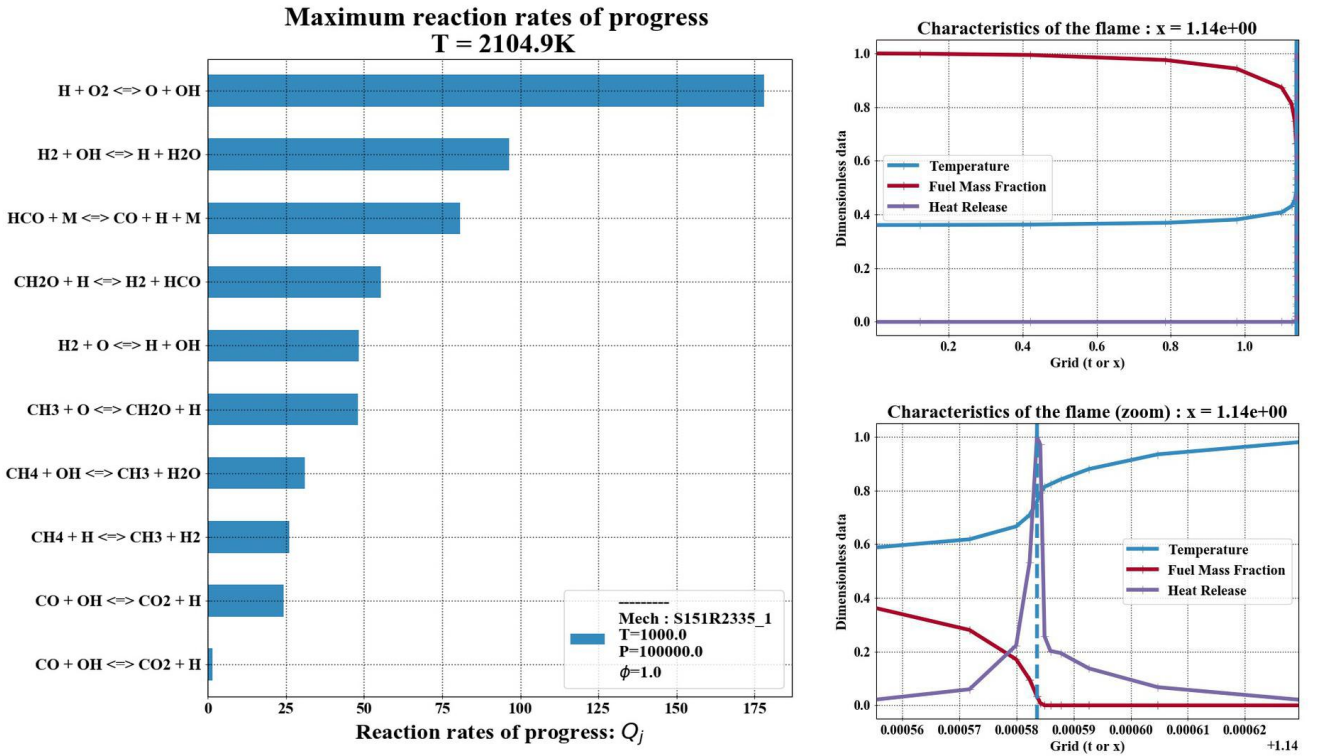 Maximum reaction rates of progress
T = 2104.9K
H + O2 <=> O + OH
H2 + OH <=> H + H2O
HCO + M <=> CO + H + M
CH2O + H <=> H2 + HCO
H2 + O <=> H + OH
CH3 + O <=> CH2O + H
CH4 + OH <=> CH3 + H2O
CH4 + H <=> CH3 + H2
CO + OH <=> CO2 + H
CO + OH <=> CO2 + H
0 25 50 75 100 125 150 175
Reaction rates of progress: Qj
---------
Mech : S151R2335_1
T=1000.0
P=100000.0
ϕ=1.0
Characteristics of the flame : x = 1.14e+00
Dimensionless data
1.0
0.8
0.6
0.4
0.2
0.0
Temperature
Fuel Mass Fraction
Heat Release
0.2 0.4 0.6 0.8 1.0
Grid (t or x)
Characteristics of the flame (zoom) : x = 1.14e+00
Dimensionless data
1.0
0.8
0.6
0.4
0.2
0.0
Temperature
Fuel Mass Fraction
Heat Release
0.00056 0.00057 0.00058 0.00059 0.00060 0.00061 0.00062
Grid (t or x)
+1.14